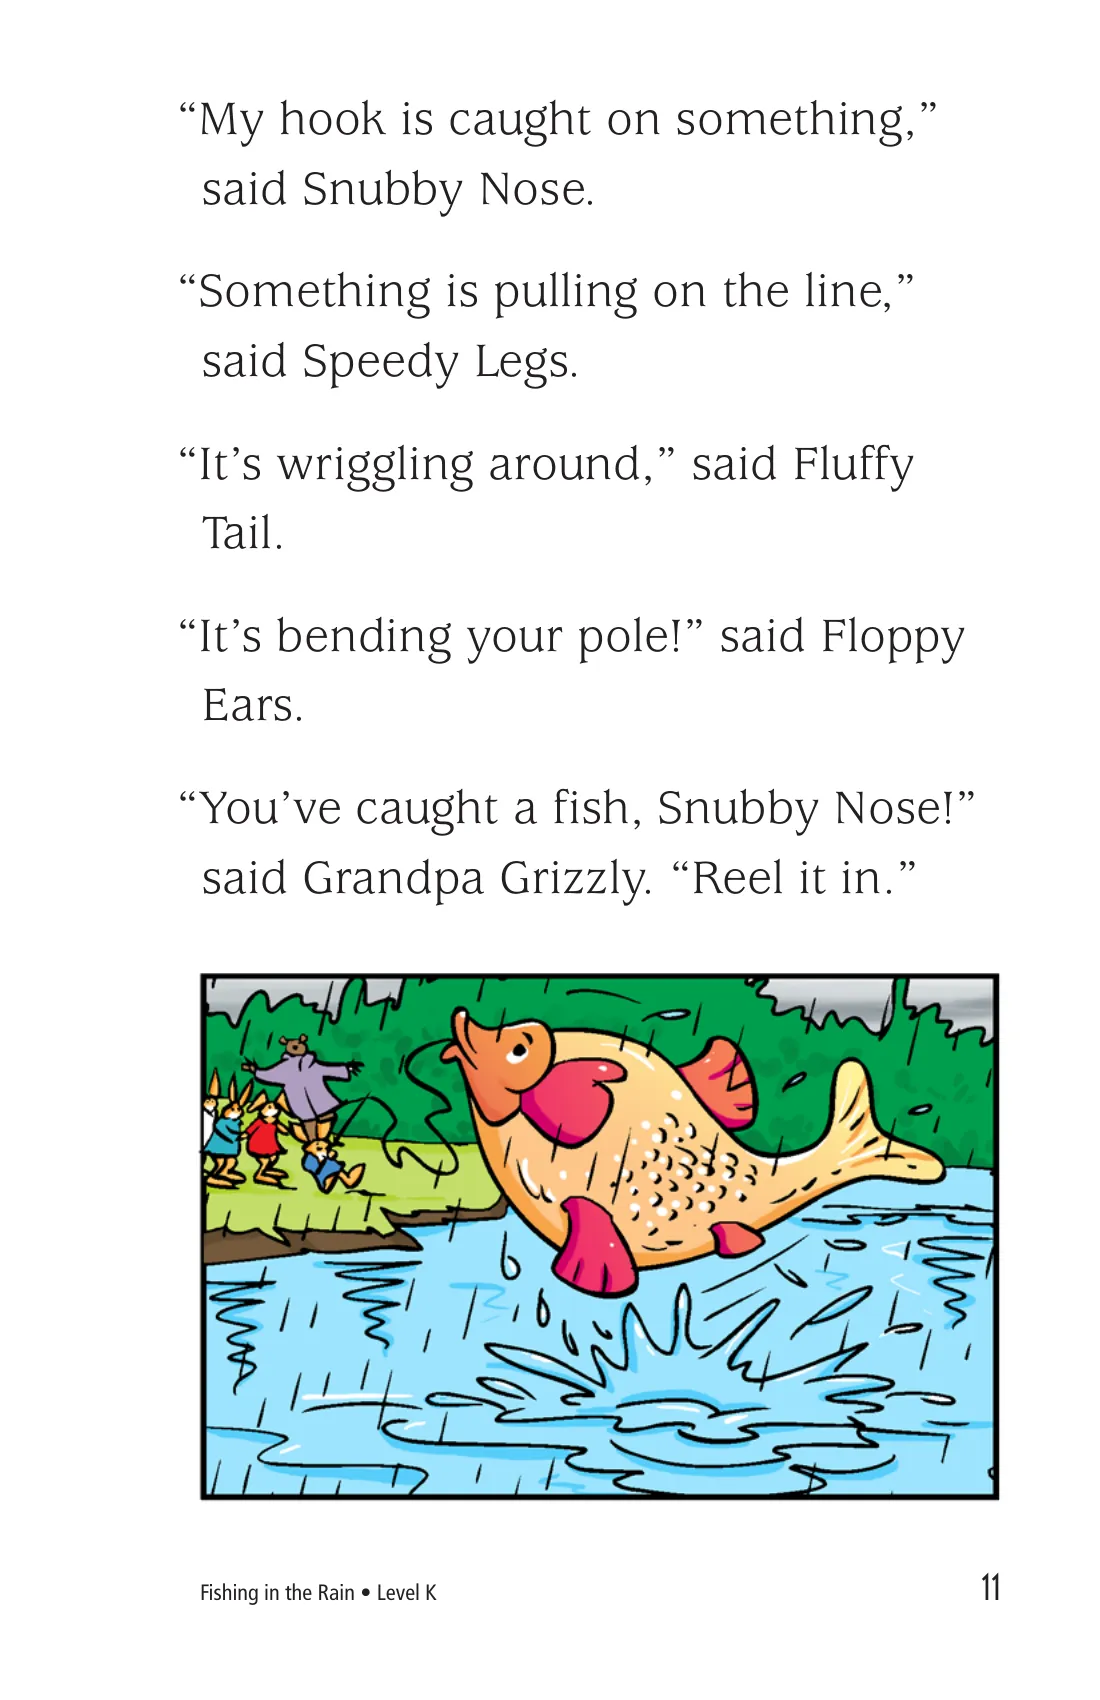 “My hook is caught on something,”
said Snubby Nose.
“Something is pulling on the line,”
said Speedy Legs.
“It’s wriggling around,” said Fluffy
Tail.
“It’s bending your pole!” said Floppy
Ears.
“You’ve caught a fish, Snubby Nose!”
said Grandpa Grizzly. “Reel it in.”
Fishing in the Rain • Level K
11